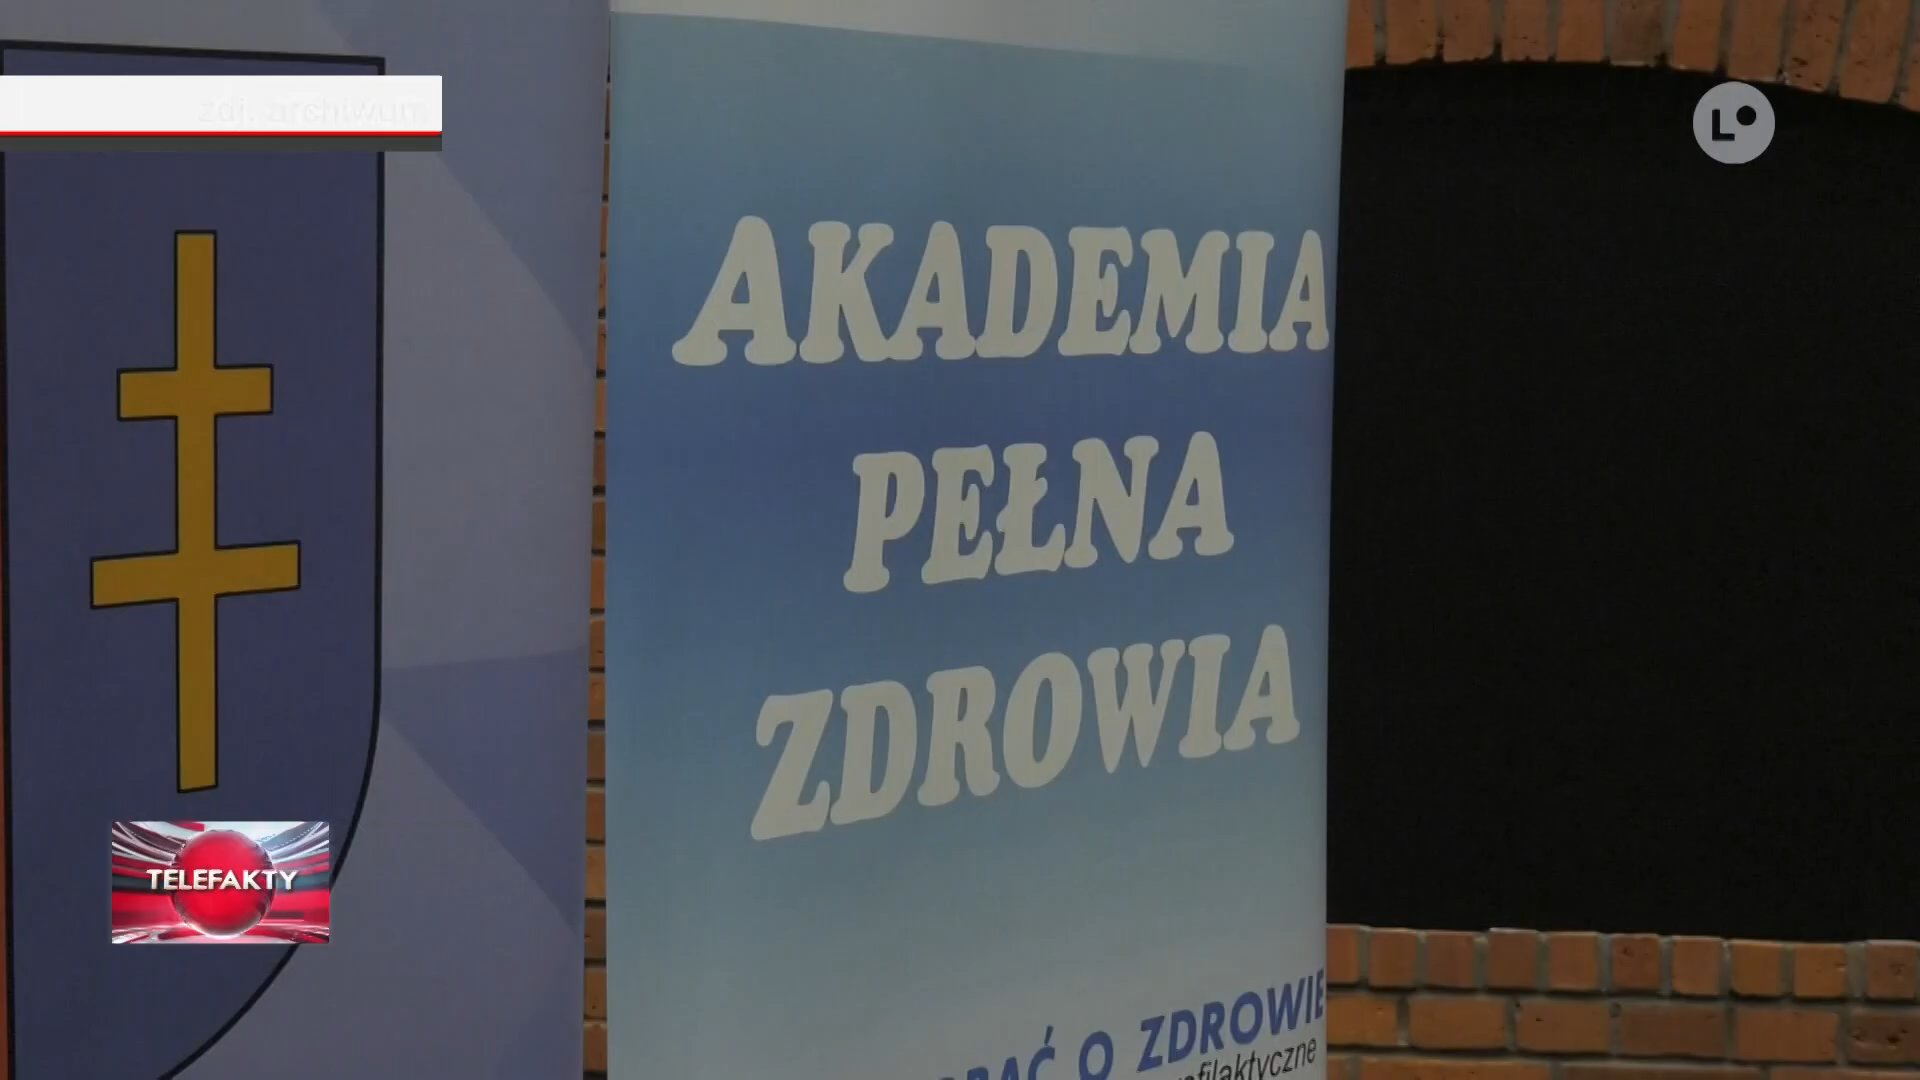 zdj. archiwum
L
AKADEMIA
PEŁNA
ZDROWIA
TELEFAKTY
O ZDROWIE